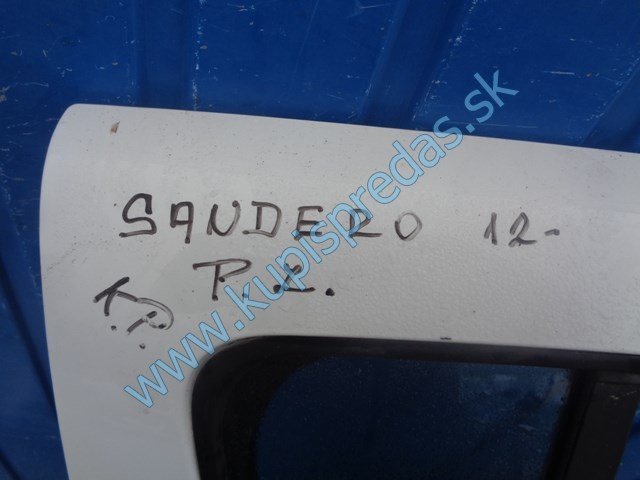 SANDERO 12-
P.Z.
K.P.
www.kupispredas.sk